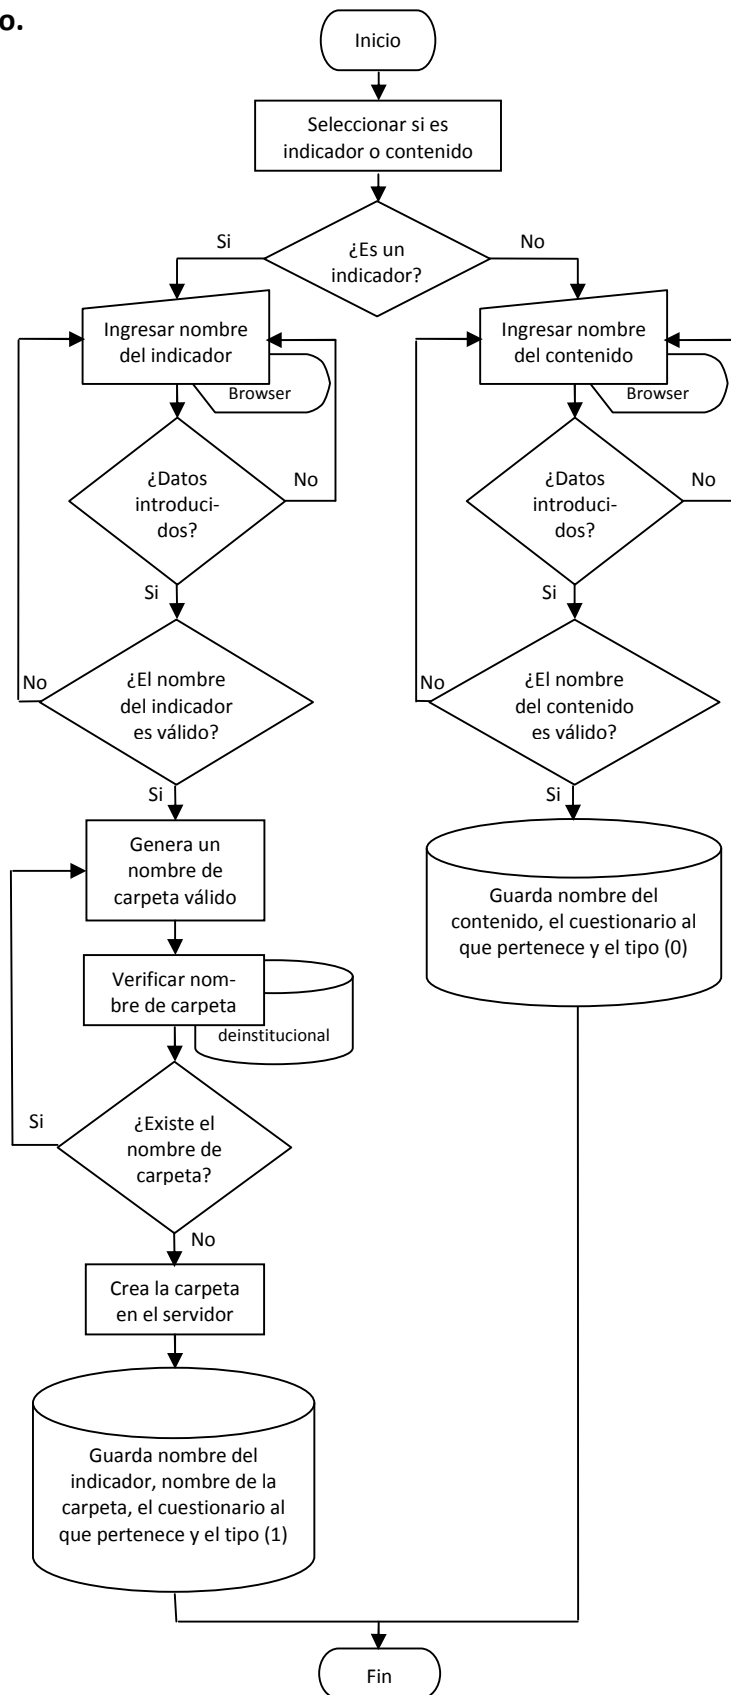 o.
Inicio
Seleccionar si es
indicador o contenido
¿Es un
indicador?
Si
No
Ingresar nombre
del indicador
Browser
¿Datos
introduci-
dos?
No
Si
¿El nombre
del indicador
es válido?
No
Si
Genera un
nombre de
carpeta válido
Verificar nom-
bre de carpeta
deinstitucional
¿Existe el
nombre de
carpeta?
Si
No
Crea la carpeta
en el servidor
Guarda nombre del
indicador, nombre de la
carpeta, el cuestionario al
que pertenece y el tipo (1)
Ingresar nombre
del contenido
Browser
¿Datos
introduci-
dos?
No
Si
¿El nombre
del contenido
es válido?
No
Si
Guarda nombre del
contenido, el cuestionario al
que pertenece y el tipo (0)
Fin